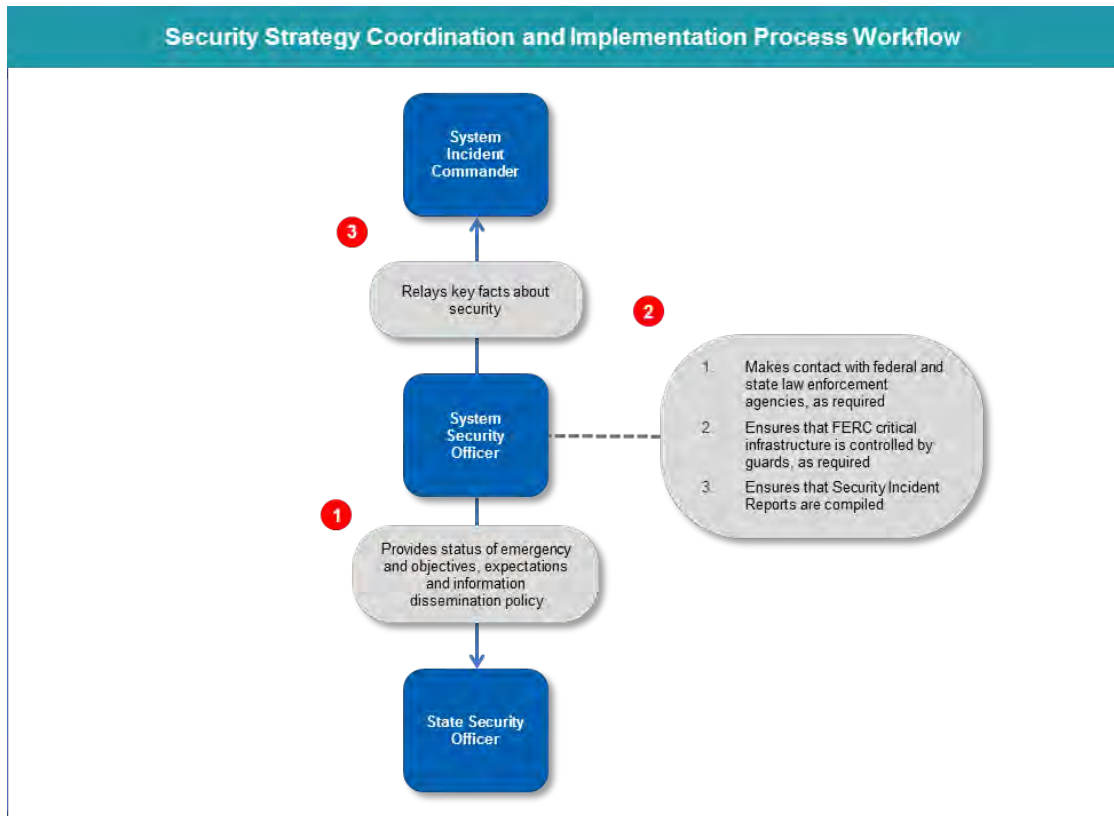 Security Strategy Coordination and Implementation Process Workflow
System
Incident
Commander
3
Relays key facts about
security
2
1. Makes contact with federal and
state law enforcement
agencies, as required
2. Ensures that FERC critical
infrastructure is controlled by
guards, as required
3. Ensures that Security Incident
Reports are compiled
System
Security
Officer
1
Provides status of emergency
and objectives, expectations
and information
dissemination policy
State Security
Officer